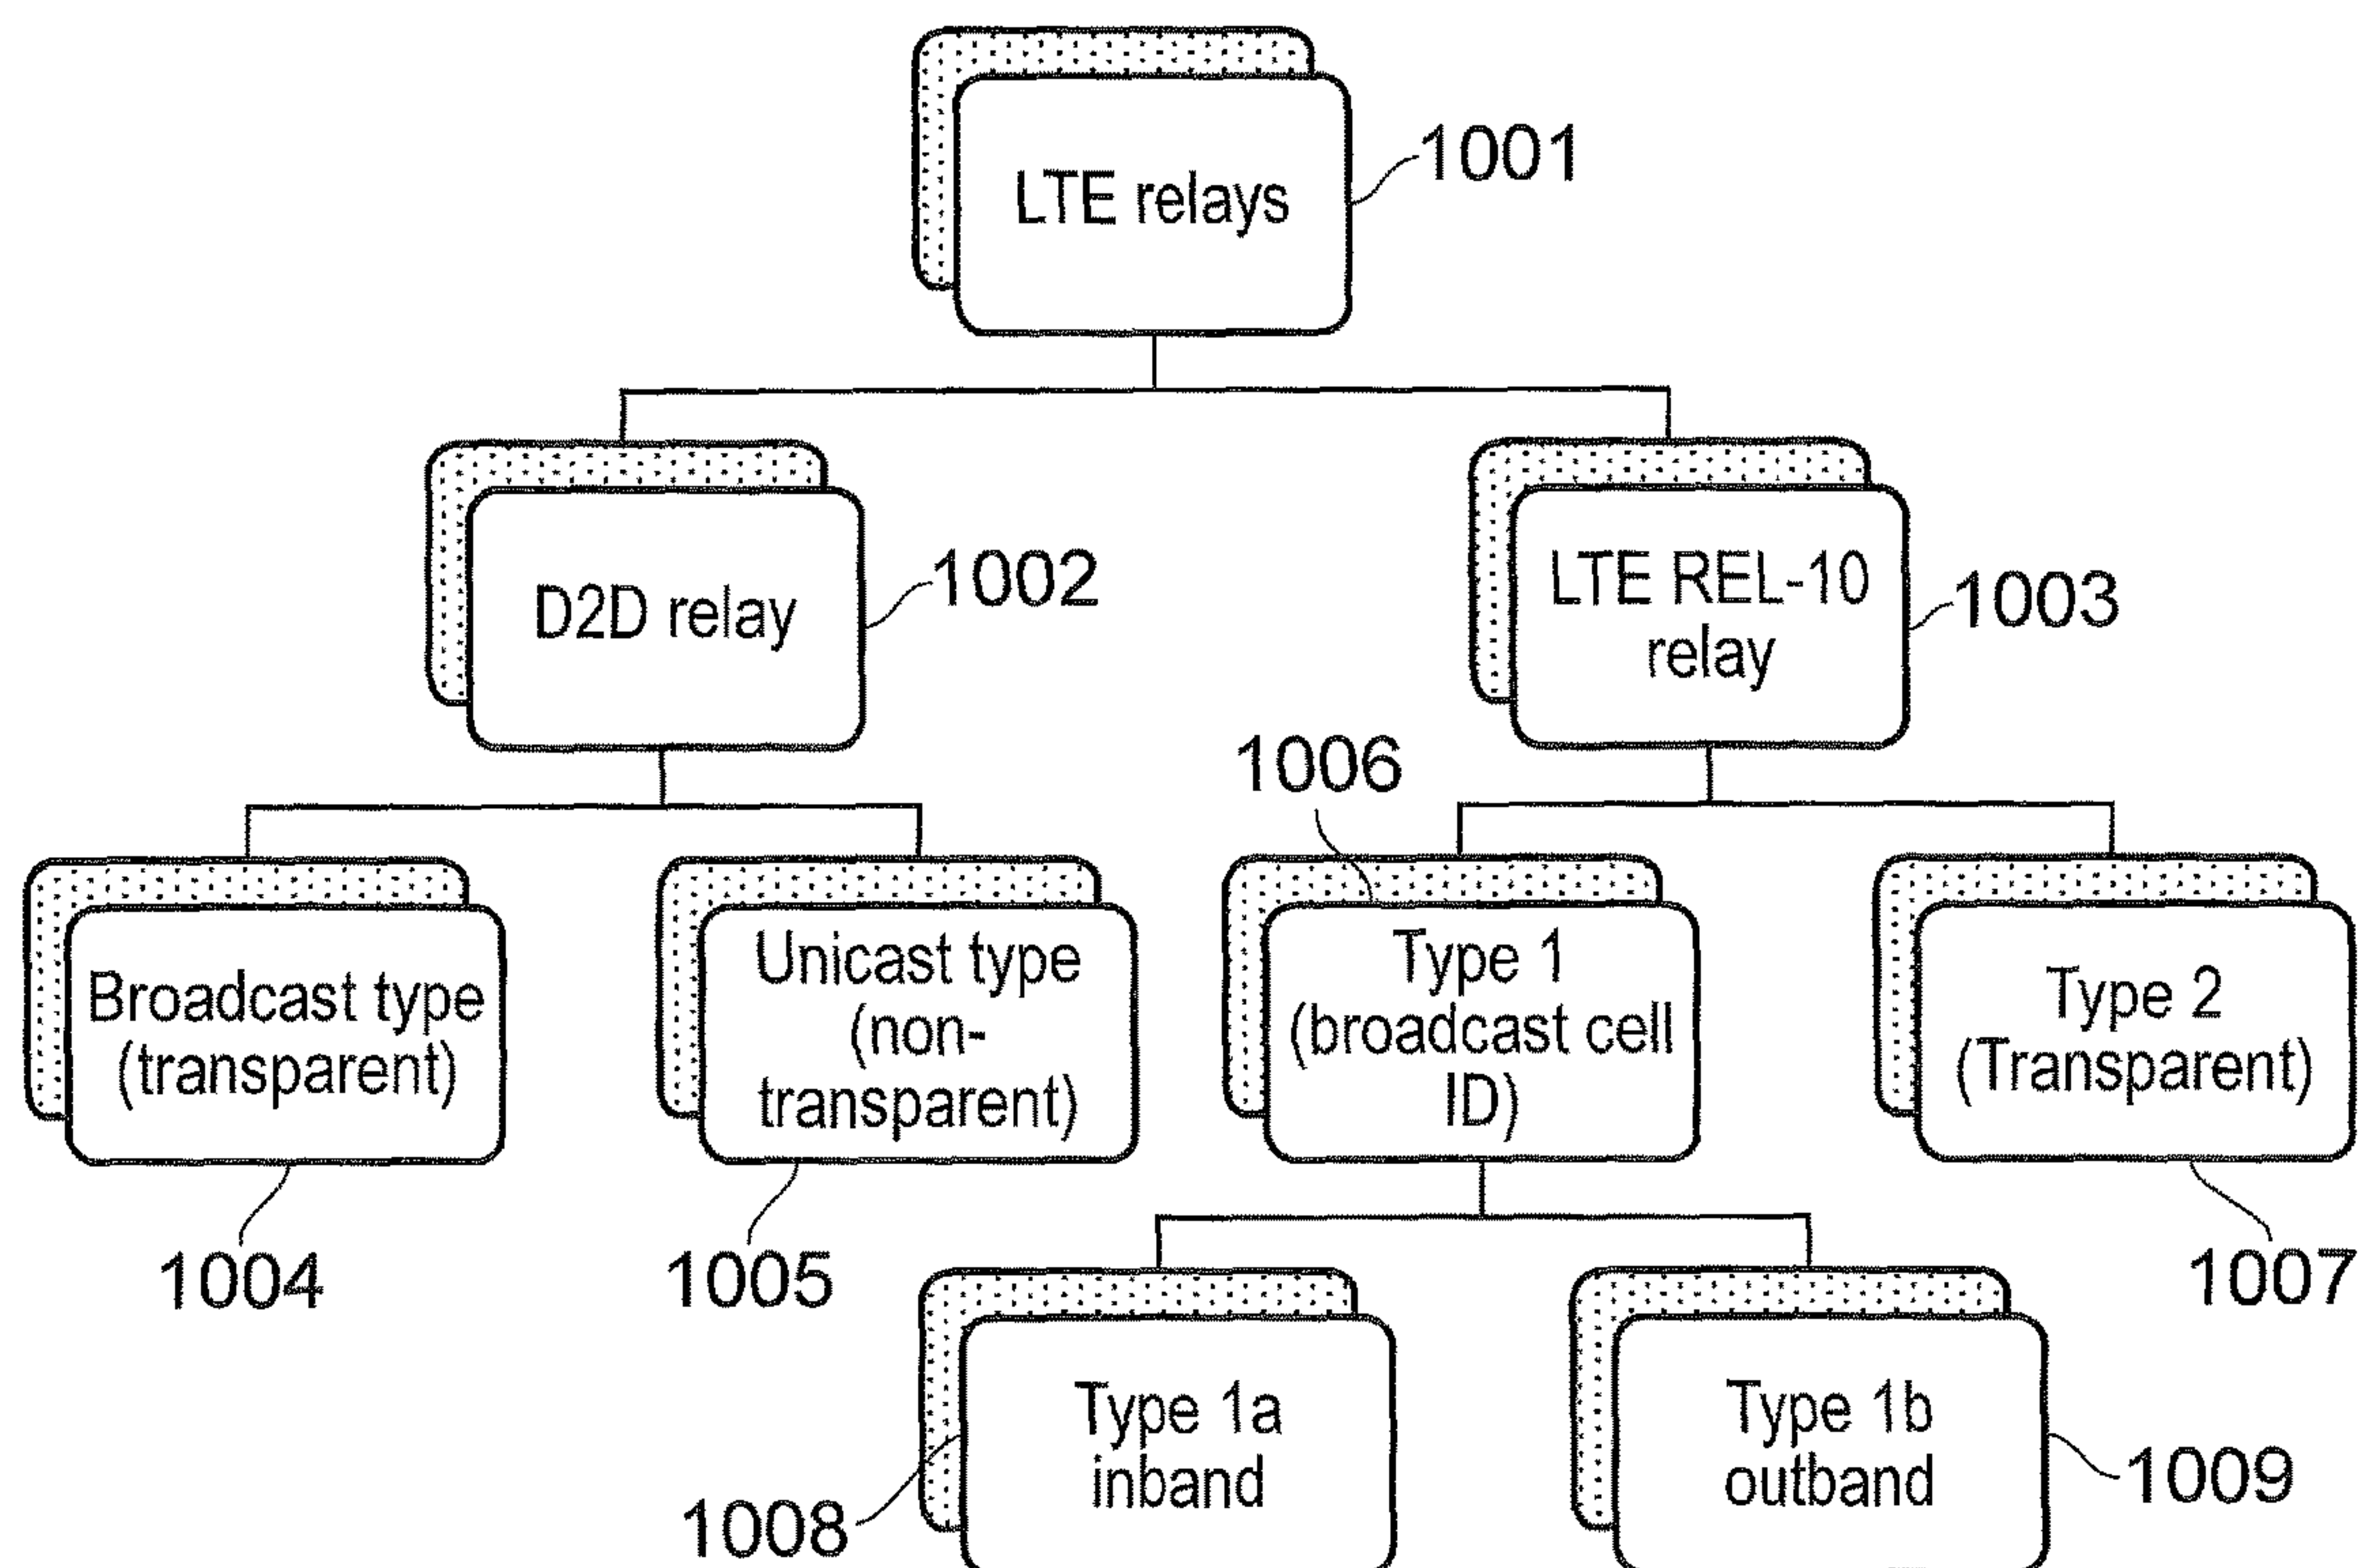 LTE relays
1001
D2D relay
1002
LTE REL-10
relay
1003
1006
Broadcast type
(transparent)
Unicast type
(non-
transparent)
Type 1
(broadcast cell
ID)
Type 2
(Transparent)
1004
1005
1007
Type 1a
inband
Type 1b
outband
1008
1009